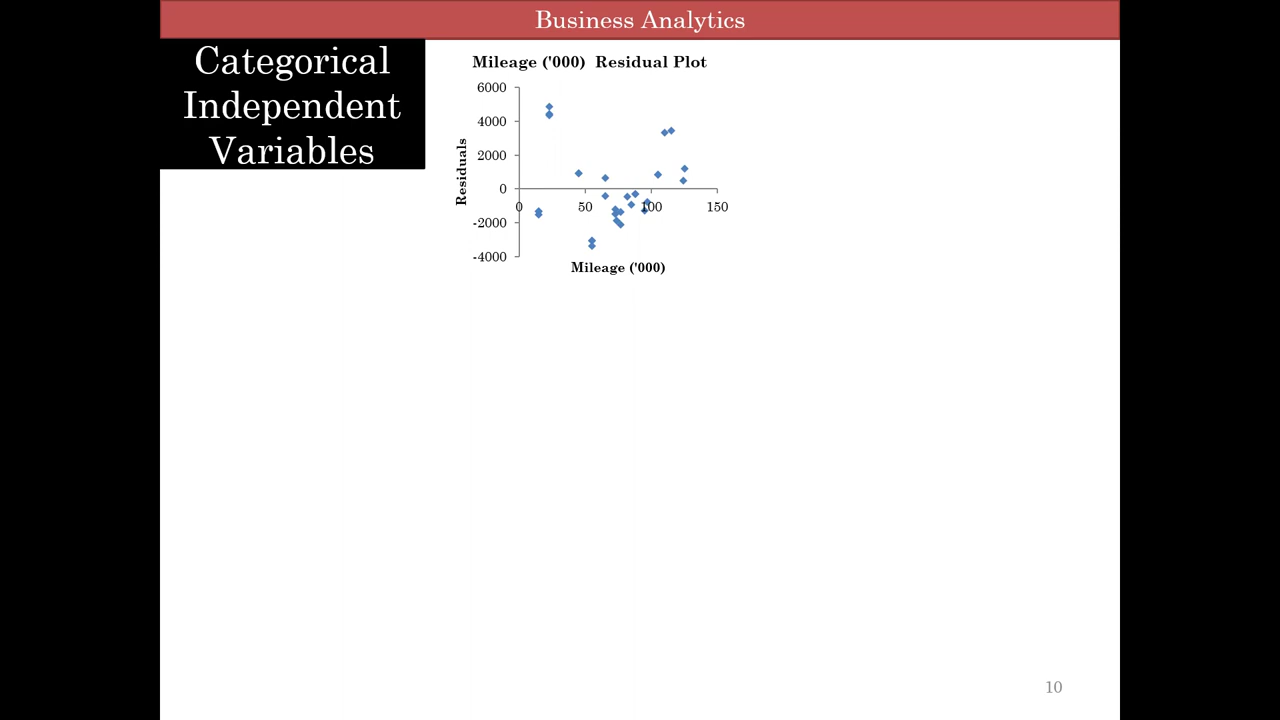 Business Analytics
Categorical
Independent
Variables
Mileage ('000)  Residual Plot
6000
4000
2000
0
-2000
-4000
Residuals
0
50
100
150
Mileage ('000)
10